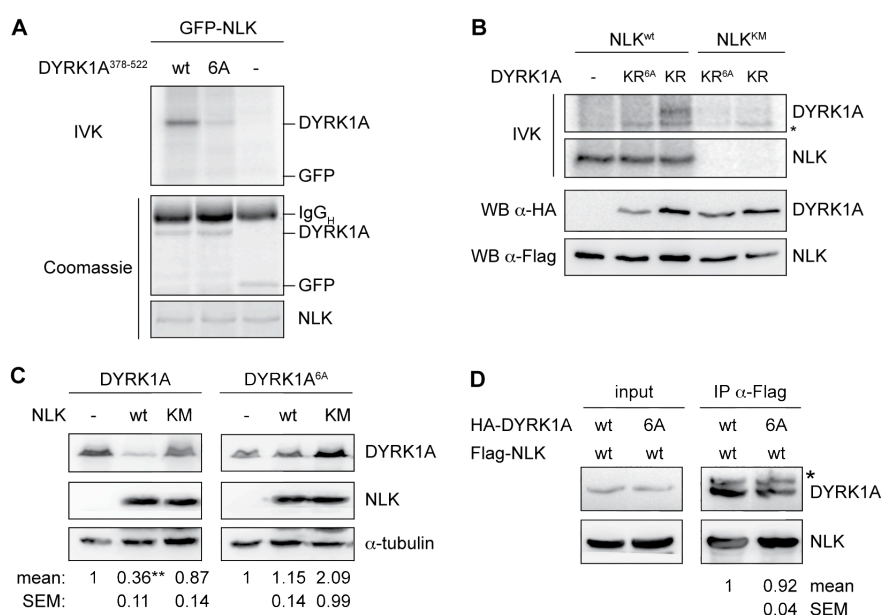 A
GFP-NLK
DYRK1A378-522 wt 6A -
IVK
DYRK1A
GFP
Coomassie
IgGH
DYRK1A
GFP
NLK
B
NLKwt NLKKM
DYRK1A - KR6A KR KR6A KR
IVK
DYRK1A
*
NLK
WB α-HA DYRK1A
WB α-Flag NLK
C
DYRK1A DYRK1A6A
NLK - wt KM - wt KM
DYRK1A
NLK
α-tubulin
mean: 1 0.36** 0.87 1 1.15 2.09
SEM: 0.11 0.14 0.14 0.99
D
input IP α-Flag
HA-DYRK1A wt 6A wt 6A
Flag-NLK wt wt wt wt
*
DYRK1A
NLK
1 0.92 mean
0.04 SEM